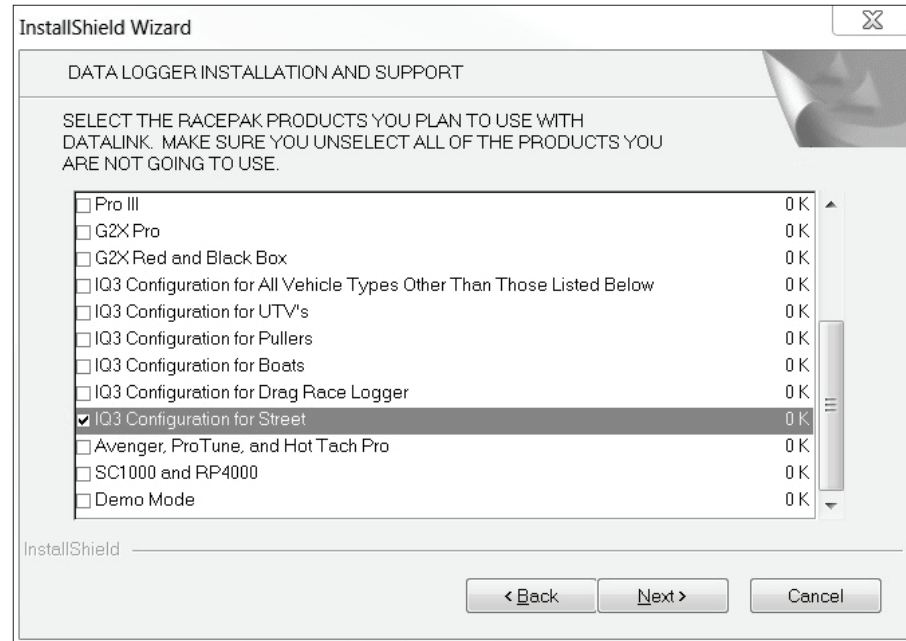 InstallShield Wizard
DATA LOGGER INSTALLATION AND SUPPORT
SELECT THE RACEPAK PRODUCTS YOU PLAN TO USE WITH
DATALINK. MAKE SURE YOU UNSELECT ALL OF THE PRODUCTS YOU
ARE NOT GOING TO USE.
Pro III 0 K
G2X Pro 0 K
G2X Red and Black Box 0 K
IQ3 Configuration for All Vehicle Types Other Than Those Listed Below 0 K
IQ3 Configuration for UTV's 0 K
IQ3 Configuration for Pullers 0 K
IQ3 Configuration for Boats 0 K
IQ3 Configuration for Drag Race Logger 0 K
IQ3 Configuration for Street 0 K
Avenger, ProTune, and Hot Tach Pro 0 K
SC1000 and RP4000 0 K
Demo Mode 0 K
InstallShield
< Back Next > Cancel